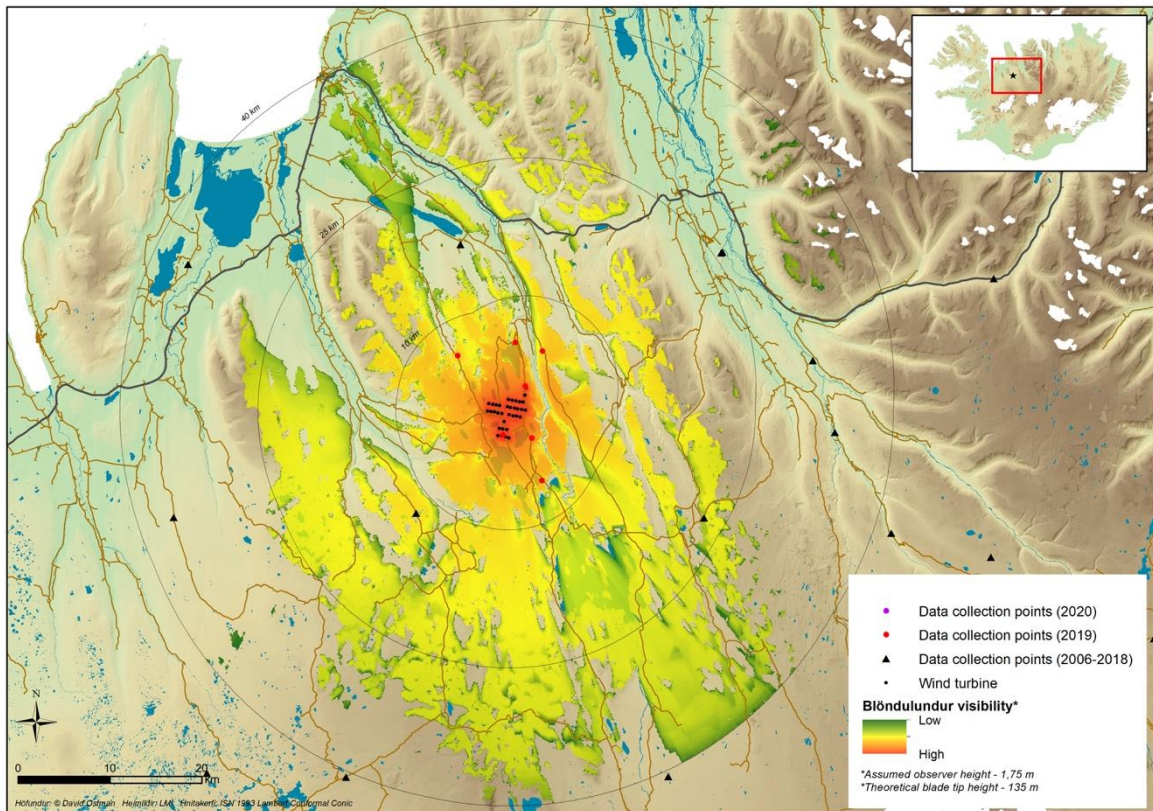 40 km
25 km
10 km
N
0 10 20
km
Data collection points (2020)
Data collection points (2019)
Data collection points (2006-2018)
Wind turbine
Blöndulundur visibility*
Low
High
*Assumed observer height - 1,75 m
*Theoretical blade tip height - 135 m
Höfundur: © David Ostman Heimildir: LMI, Hnitakerfi: ISN 1993 Lambert Conformal Conic